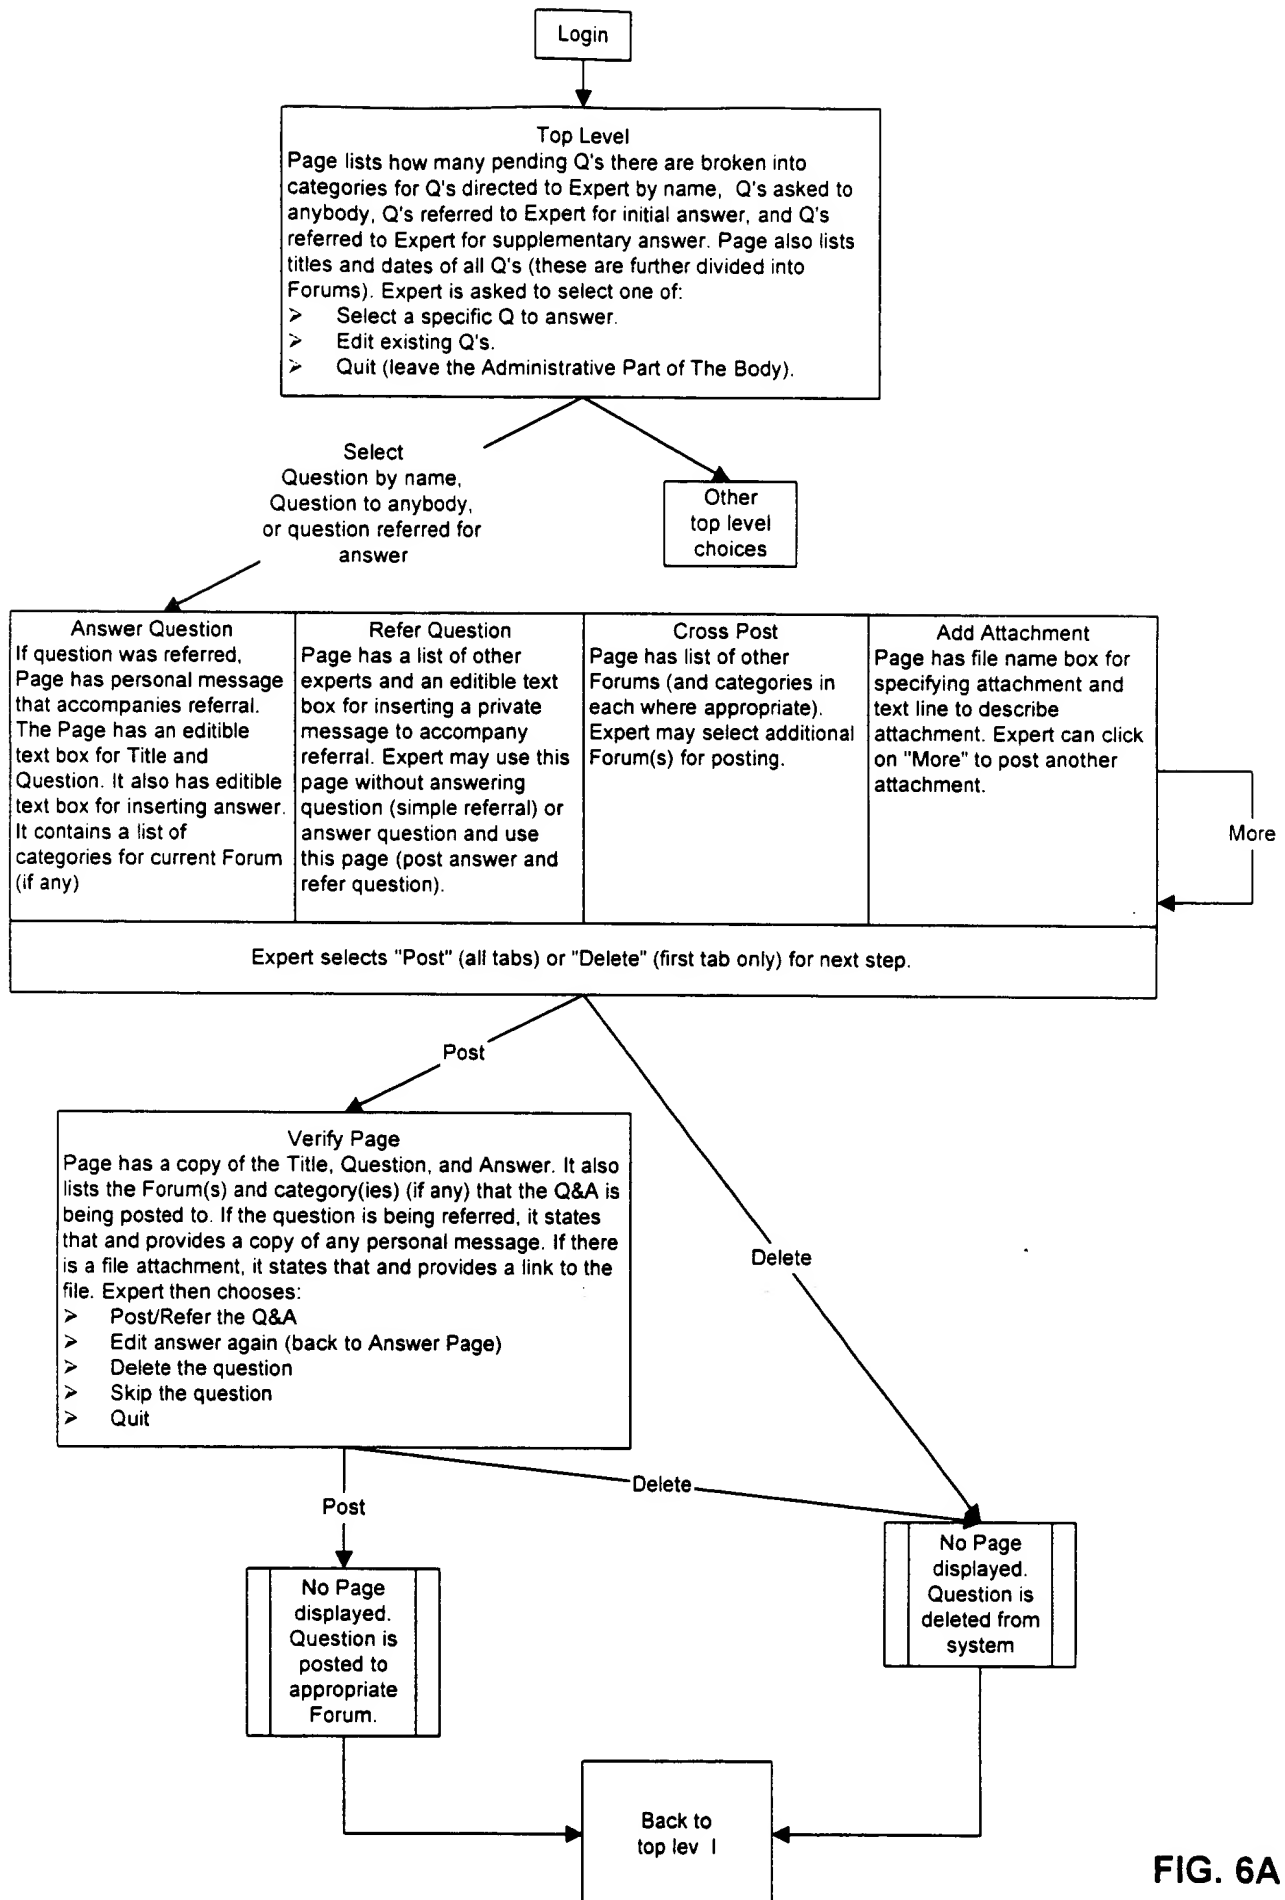 Login
Top Level
Page lists how many pending Q's there are broken into
categories for Q's directed to Expert by name, Q's asked to
anybody, Q's referred to Expert for initial answer, and Q's
referred to Expert for supplementary answer. Page also lists
titles and dates of all Q's (these are further divided into
Forums). Expert is asked to select one of:
➢ Select a specific Q to answer.
➢ Edit existing Q's.
➢ Quit (leave the Administrative Part of The Body).
Select
Question by name,
Question to anybody,
or question referred for
answer
Other
top level
choices
Answer Question
If question was referred,
Page has personal message
that accompanies referral.
The Page has an editible
text box for Title and
Question. It also has editible
text box for inserting answer.
It contains a list of
categories for current Forum
(if any)
Refer Question
Page has a list of other
experts and an editible text
box for inserting a private
message to accompany
referral. Expert may use this
page without answering
question (simple referral) or
answer question and use
this page (post answer and
refer question).
Cross Post
Page has list of other
Forums (and categories in
each where appropriate).
Expert may select additional
Forum(s) for posting.
Add Attachment
Page has file name box for
specifying attachment and
text line to describe
attachment. Expert can click
on "More" to post another
attachment.
More
Expert selects "Post" (all tabs) or "Delete" (first tab only) for next step.
Post
Delete
Verify Page
Page has a copy of the Title, Question, and Answer. It also
lists the Forum(s) and category(ies) (if any) that the Q&A is
being posted to. If the question is being referred, it states
that and provides a copy of any personal message. If there
is a file attachment, it states that and provides a link to the
file. Expert then chooses:
➢ Post/Refer the Q&A
➢ Edit answer again (back to Answer Page)
➢ Delete the question
➢ Skip the question
➢ Quit
Delete
Post
No Page
displayed.
Question is
posted to
appropriate
Forum.
No Page
displayed.
Question is
deleted from
system
Back to
top lev l
FIG. 6A